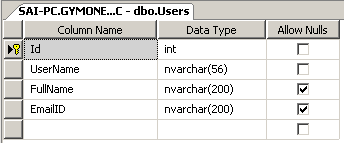 SAI-PC.GYMONE...C - dbo.Users
Column Name Data Type Allow Nulls
Id int
UserName nvarchar(56)
FullName nvarchar(200)
EmailID nvarchar(200)